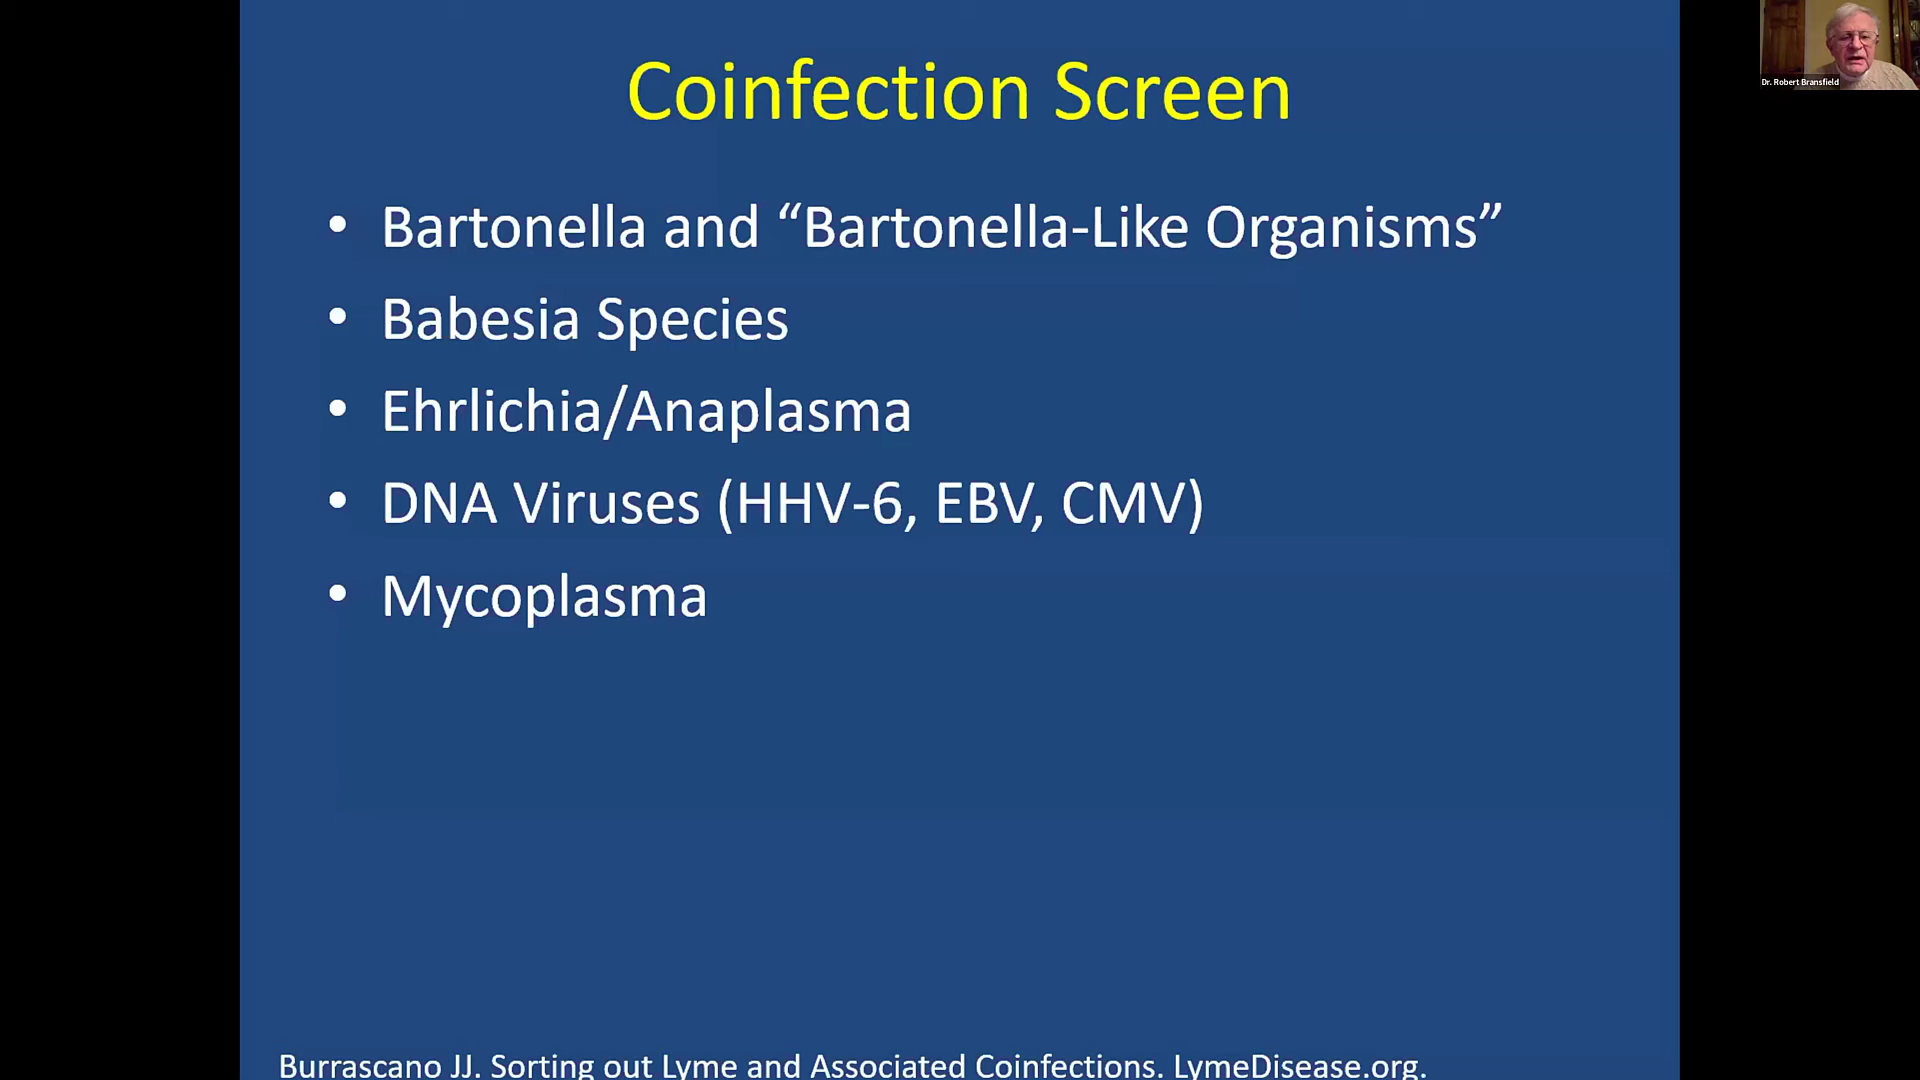 Coinfection Screen
• Bartonella and “Bartonella-Like Organisms”
• Babesia Species
• Ehrlichia/Anaplasma
• DNA Viruses (HHV-6, EBV, CMV)
• Mycoplasma
Burrascano JJ. Sorting out Lyme and Associated Coinfections. LymeDisease.org.
Dr. Robert Bransfield